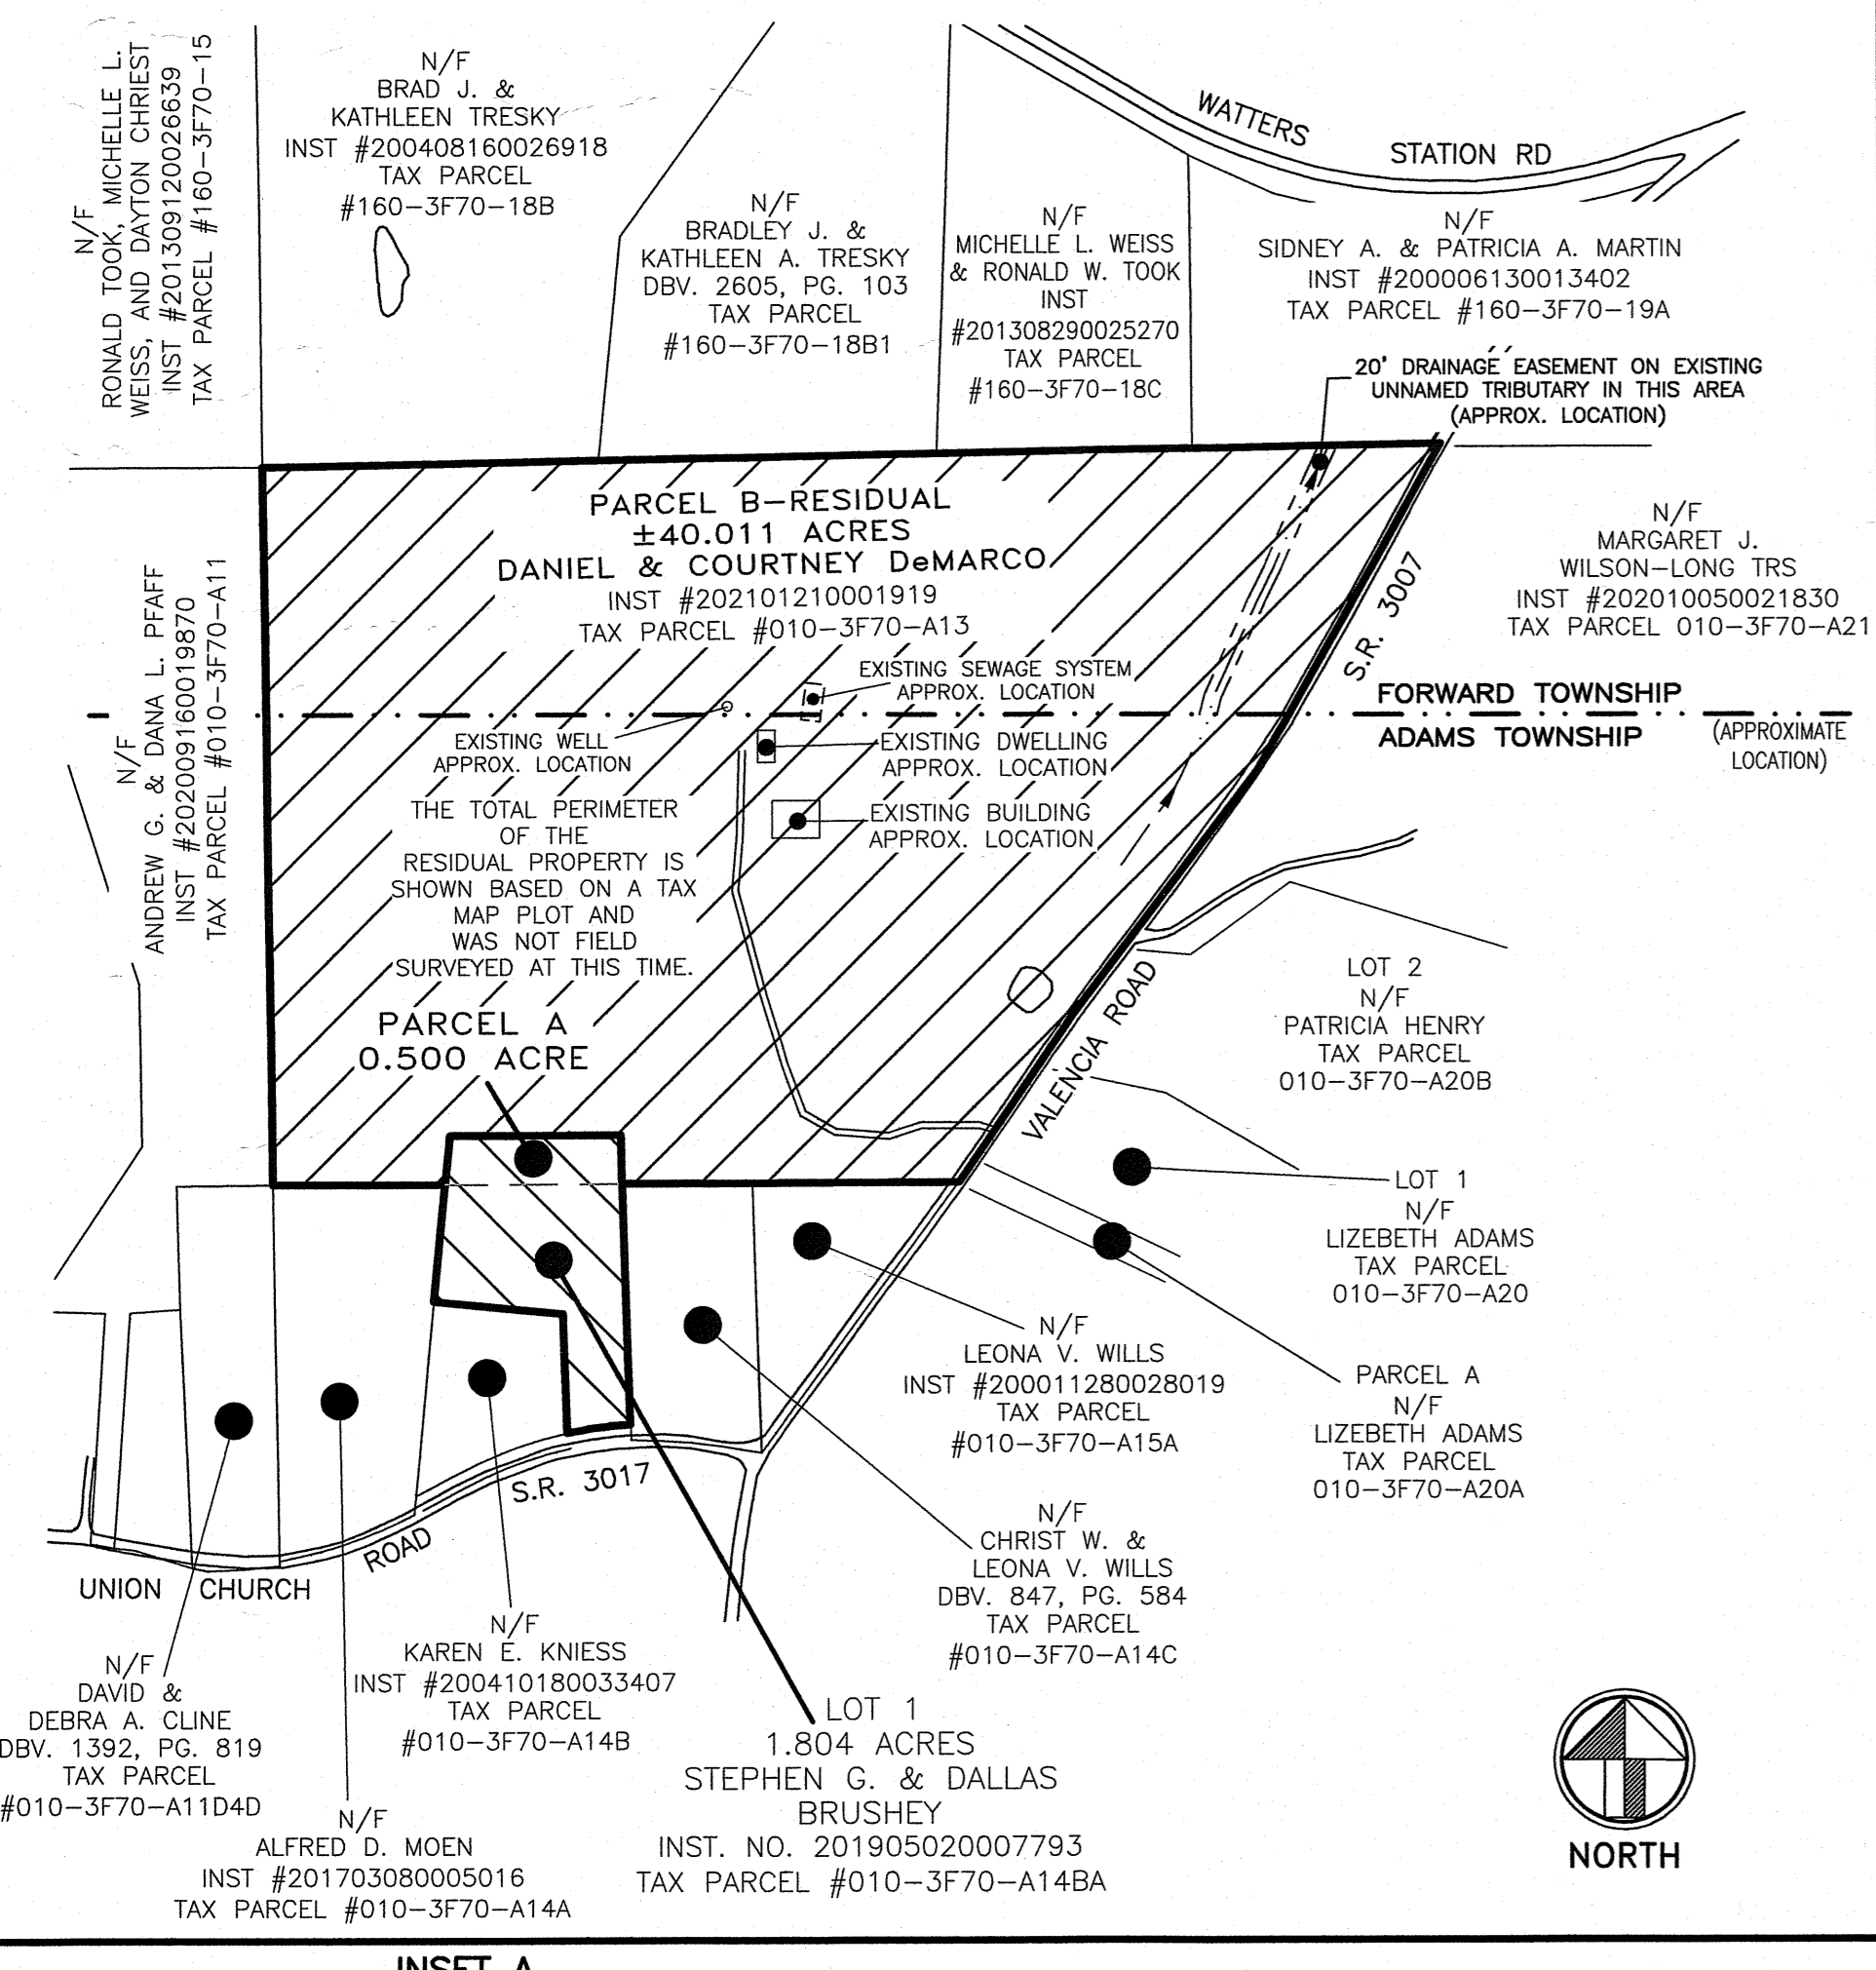 N/F
RONALD TOOK, MICHELLE L.
WEISS, AND DAYTON CHRIEST
INST #201309120026639
TAX PARCEL #160-3F70-15
N/F
BRAD J. &
KATHLEEN TRESKY
INST #200408160026918
TAX PARCEL
#160-3F70-18B
N/F
BRADLEY J. &
KATHLEEN A. TRESKY
DBV. 2605, PG. 103
TAX PARCEL
#160-3F70-18B1
N/F
MICHELLE L. WEISS
& RONALD W. TOOK
INST
#201308290025270
TAX PARCEL
#160-3F70-18C
WATTERS STATION RD
N/F
SIDNEY A. & PATRICIA A. MARTIN
INST #200006130013402
TAX PARCEL #160-3F70-19A
20' DRAINAGE EASEMENT ON EXISTING
UNNAMED TRIBUTARY IN THIS AREA
(APPROX. LOCATION)
PARCEL B-RESIDUAL
±40.011 ACRES
DANIEL & COURTNEY DeMARCO
INST #202101210001919
TAX PARCEL #010-3F70-A13
N/F
MARGARET J.
WILSON-LONG TRS
INST #202010050021830
TAX PARCEL 010-3F70-A21
S.R. 3007
N/F
ANDREW G. & DANA L. PFAFF
INST #202009160019870
TAX PARCEL #010-3F70-A11
EXISTING SEWAGE SYSTEM
APPROX. LOCATION
FORWARD TOWNSHIP
ADAMS TOWNSHIP
(APPROXIMATE
LOCATION)
EXISTING WELL
APPROX. LOCATION
EXISTING DWELLING
APPROX. LOCATION
EXISTING BUILDING
APPROX. LOCATION
THE TOTAL PERIMETER
OF THE
RESIDUAL PROPERTY IS
SHOWN BASED ON A TAX
MAP PLOT AND
WAS NOT FIELD
SURVEYED AT THIS TIME.
PARCEL A
0.500 ACRE
VALENCIA ROAD
LOT 2
N/F
PATRICIA HENRY
TAX PARCEL
010-3F70-A20B
LOT 1
N/F
LIZEBETH ADAMS
TAX PARCEL
010-3F70-A20
N/F
LEONA V. WILLS
INST #200011280028019
TAX PARCEL
#010-3F70-A15A
PARCEL A
N/F
LIZEBETH ADAMS
TAX PARCEL
010-3F70-A20A
S.R. 3017
UNION CHURCH ROAD
N/F
CHRIST W. &
LEONA V. WILLS
DBV. 847, PG. 584
TAX PARCEL
#010-3F70-A14C
N/F
DAVID &
DEBRA A. CLINE
DBV. 1392, PG. 819
TAX PARCEL
#010-3F70-A11D4D
N/F
KAREN E. KNIESS
INST #200410180033407
TAX PARCEL
#010-3F70-A14B
N/F
ALFRED D. MOEN
INST #201703080005016
TAX PARCEL #010-3F70-A14A
LOT 1
1.804 ACRES
STEPHEN G. & DALLAS
BRUSHEY
INST. NO. 201905020007793
TAX PARCEL #010-3F70-A14BA
NORTH
INSET A